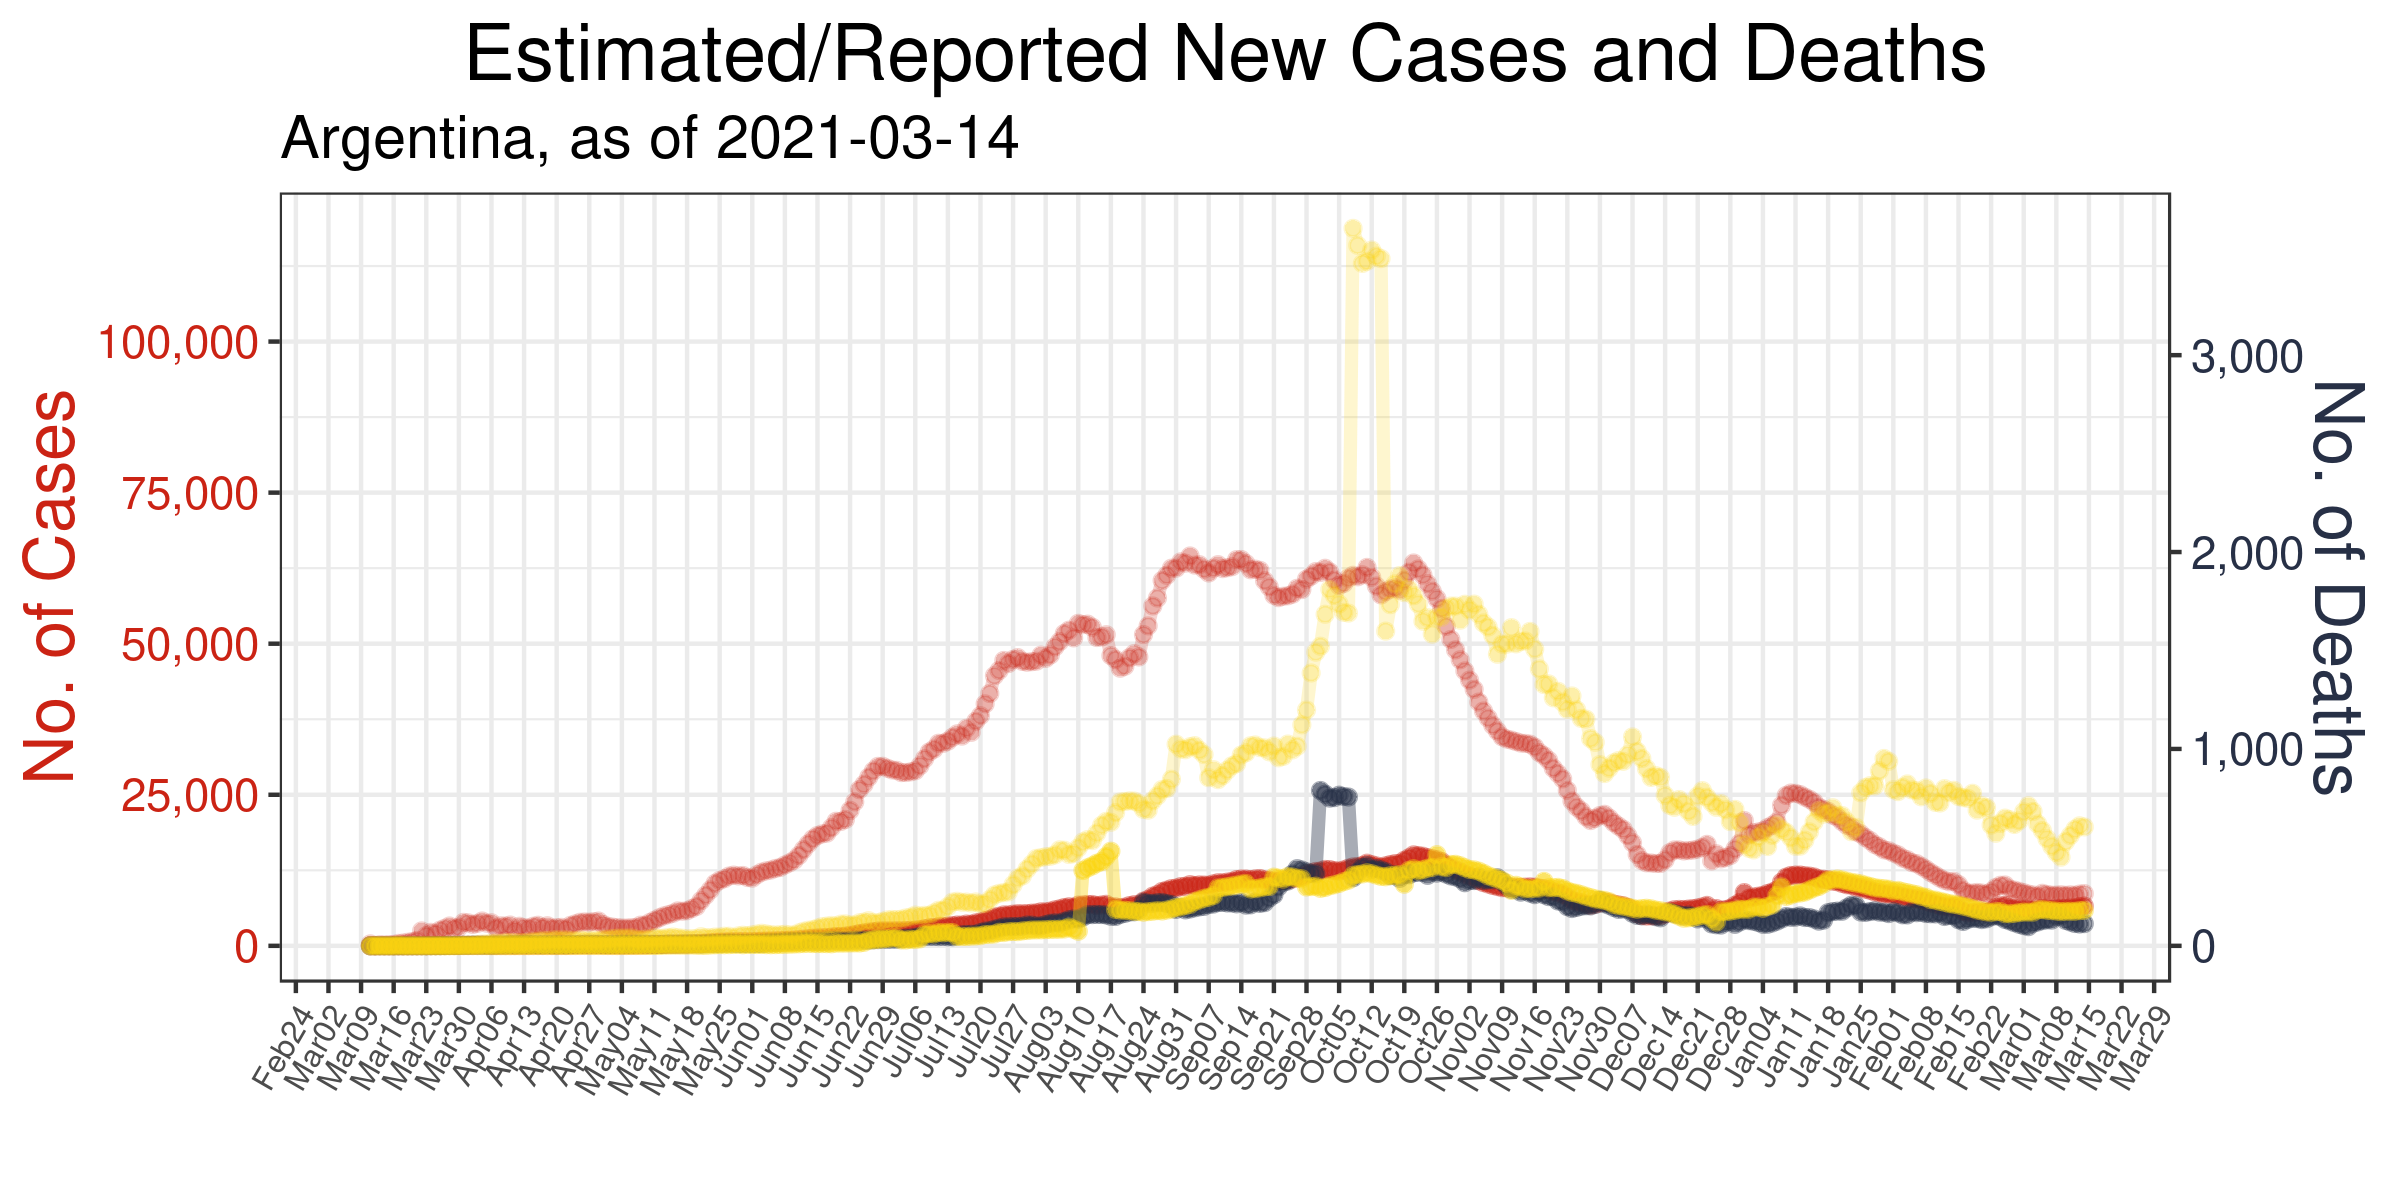 Estimated/Reported New Cases and Deaths
Argentina, as of 2021-03-14
No. of Cases
100,000
75,000
50,000
25,000
0
3,000
2,000
1,000
0
No. of Deaths
Feb24
Mar02
Mar09
Mar16
Mar23
Mar30
Apr06
Apr13
Apr20
Apr27
May04
May11
May18
May25
Jun01
Jun08
Jun15
Jun22
Jun29
Jul06
Jul13
Jul20
Jul27
Aug03
Aug10
Aug17
Aug24
Aug31
Sep07
Sep14
Sep21
Sep28
Oct05
Oct12
Oct19
Oct26
Nov02
Nov09
Nov16
Nov23
Nov30
Dec07
Dec14
Dec21
Dec28
Jan04
Jan11
Jan18
Jan25
Feb01
Feb08
Feb15
Feb22
Mar01
Mar08
Mar15
Mar22
Mar29